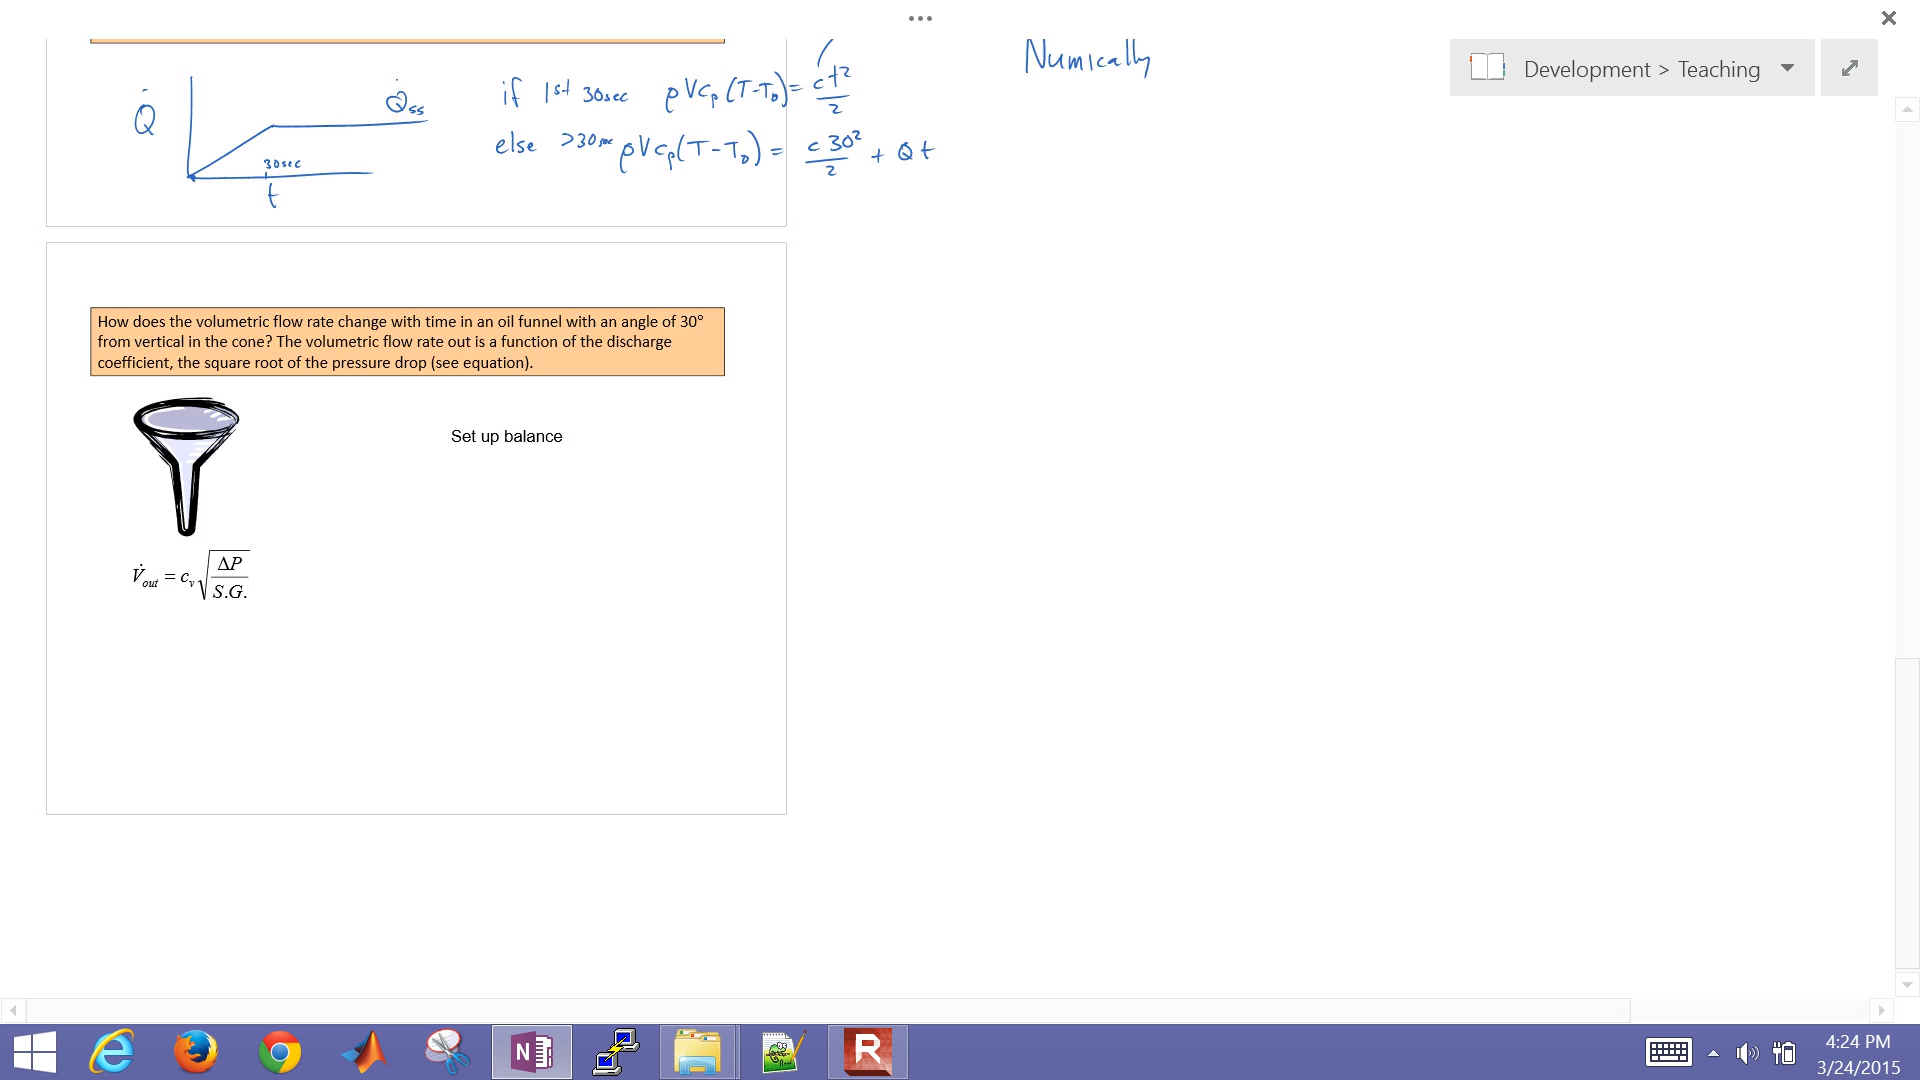 ...
Numically
Development > Teaching
Q̇
Q̇ss
30sec
t
if 1st 30sec ρVcp(T-T0) = ct²/2
else >30sec ρVcp(T-T0) = c30²/2 + Qt
How does the volumetric flow rate change with time in an oil funnel with an angle of 30°
from vertical in the cone? The volumetric flow rate out is a function of the discharge
coefficient, the square root of the pressure drop (see equation).
Set up balance
V̇out = cv√(ΔP/S.G.)
N
R
4:24 PM
3/24/2015